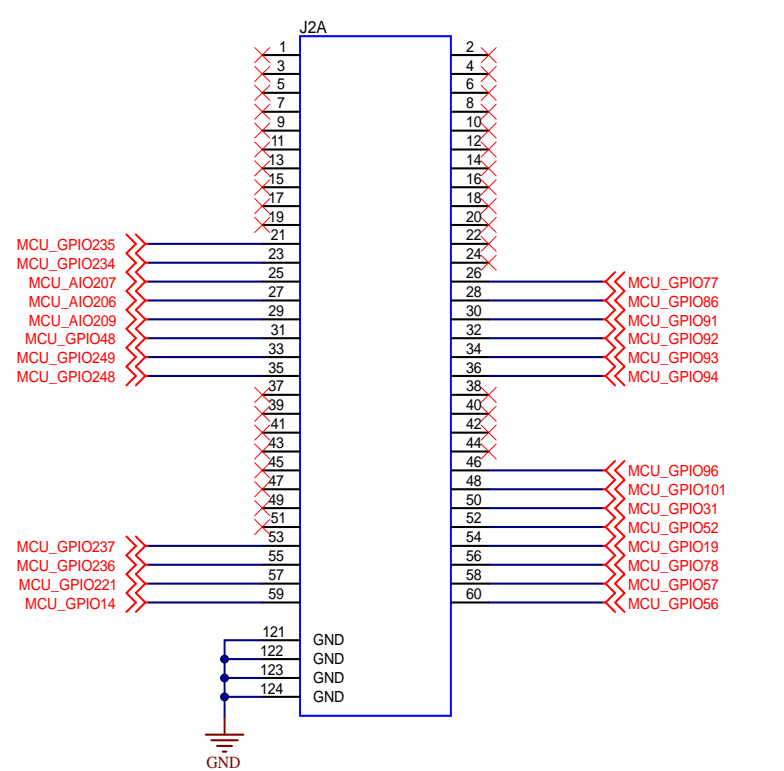 J2A
1 2
3 4
5 6
7 8
9 10
11 12
13 14
15 16
17 18
19 20
MCU_GPIO235 21 22
MCU_GPIO234 23 24
MCU_AIO207 25 26 MCU_GPIO77
MCU_AIO206 27 28 MCU_GPIO86
MCU_AIO209 29 30 MCU_GPIO91
MCU_GPIO48 31 32 MCU_GPIO92
MCU_GPIO249 33 34 MCU_GPIO93
MCU_GPIO248 35 36 MCU_GPIO94
37 38
39 40
41 42
43 44
45 46 MCU_GPIO96
47 48 MCU_GPIO101
49 50 MCU_GPIO31
51 52 MCU_GPIO52
MCU_GPIO237 53 54 MCU_GPIO19
MCU_GPIO236 55 56 MCU_GPIO78
MCU_GPIO221 57 58 MCU_GPIO57
MCU_GPIO14 59 60 MCU_GPIO56
121 GND
122 GND
123 GND
124 GND
GND